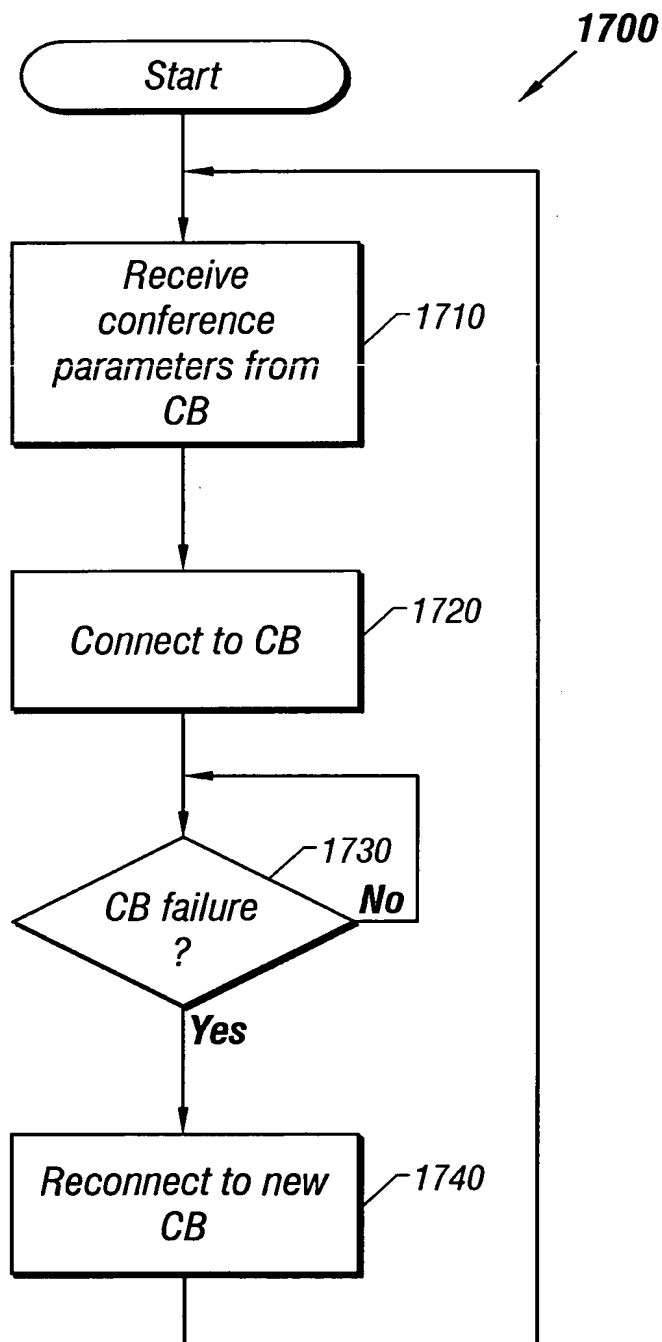 1700
Start
Receive
conference
parameters from
CB
1710
Connect to CB
1720
1730
CB failure
?
No
Yes
Reconnect to new
CB
1740